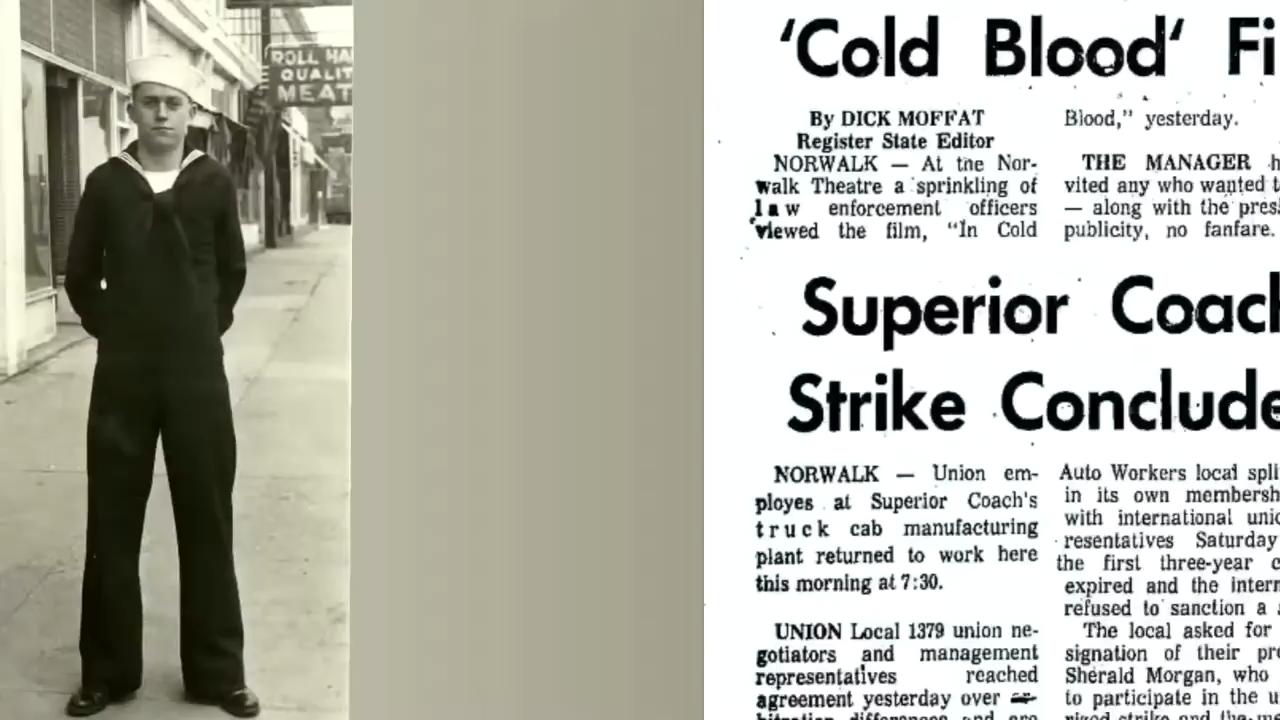 ROLL HA
QUALIT
MEAT
'Cold Blood' Fi
By DICK MOFFAT
Register State Editor
NORWALK — At the Nor-
walk Theatre a sprinkling of
law enforcement officers
viewed the film, "In Cold
Blood," yesterday.
THE MANAGER
vited any who wanted
— along with the pres
publicity, no fanfare.
Superior Coach
Strike Conclude
NORWALK — Union em-
ployes at Superior Coach's
truck cab manufacturing
plant returned to work here
this morning at 7:30.
UNION Local 1379 union ne-
gotiators and management
representatives reached
agreement yesterday over
Auto Workers local spli
in its own membersh
with international unio
resentatives Saturday
the first three-year c
expired and the intern
refused to sanction a
The local asked for
signation of their pre
Sherald Morgan, who
to participate in the u